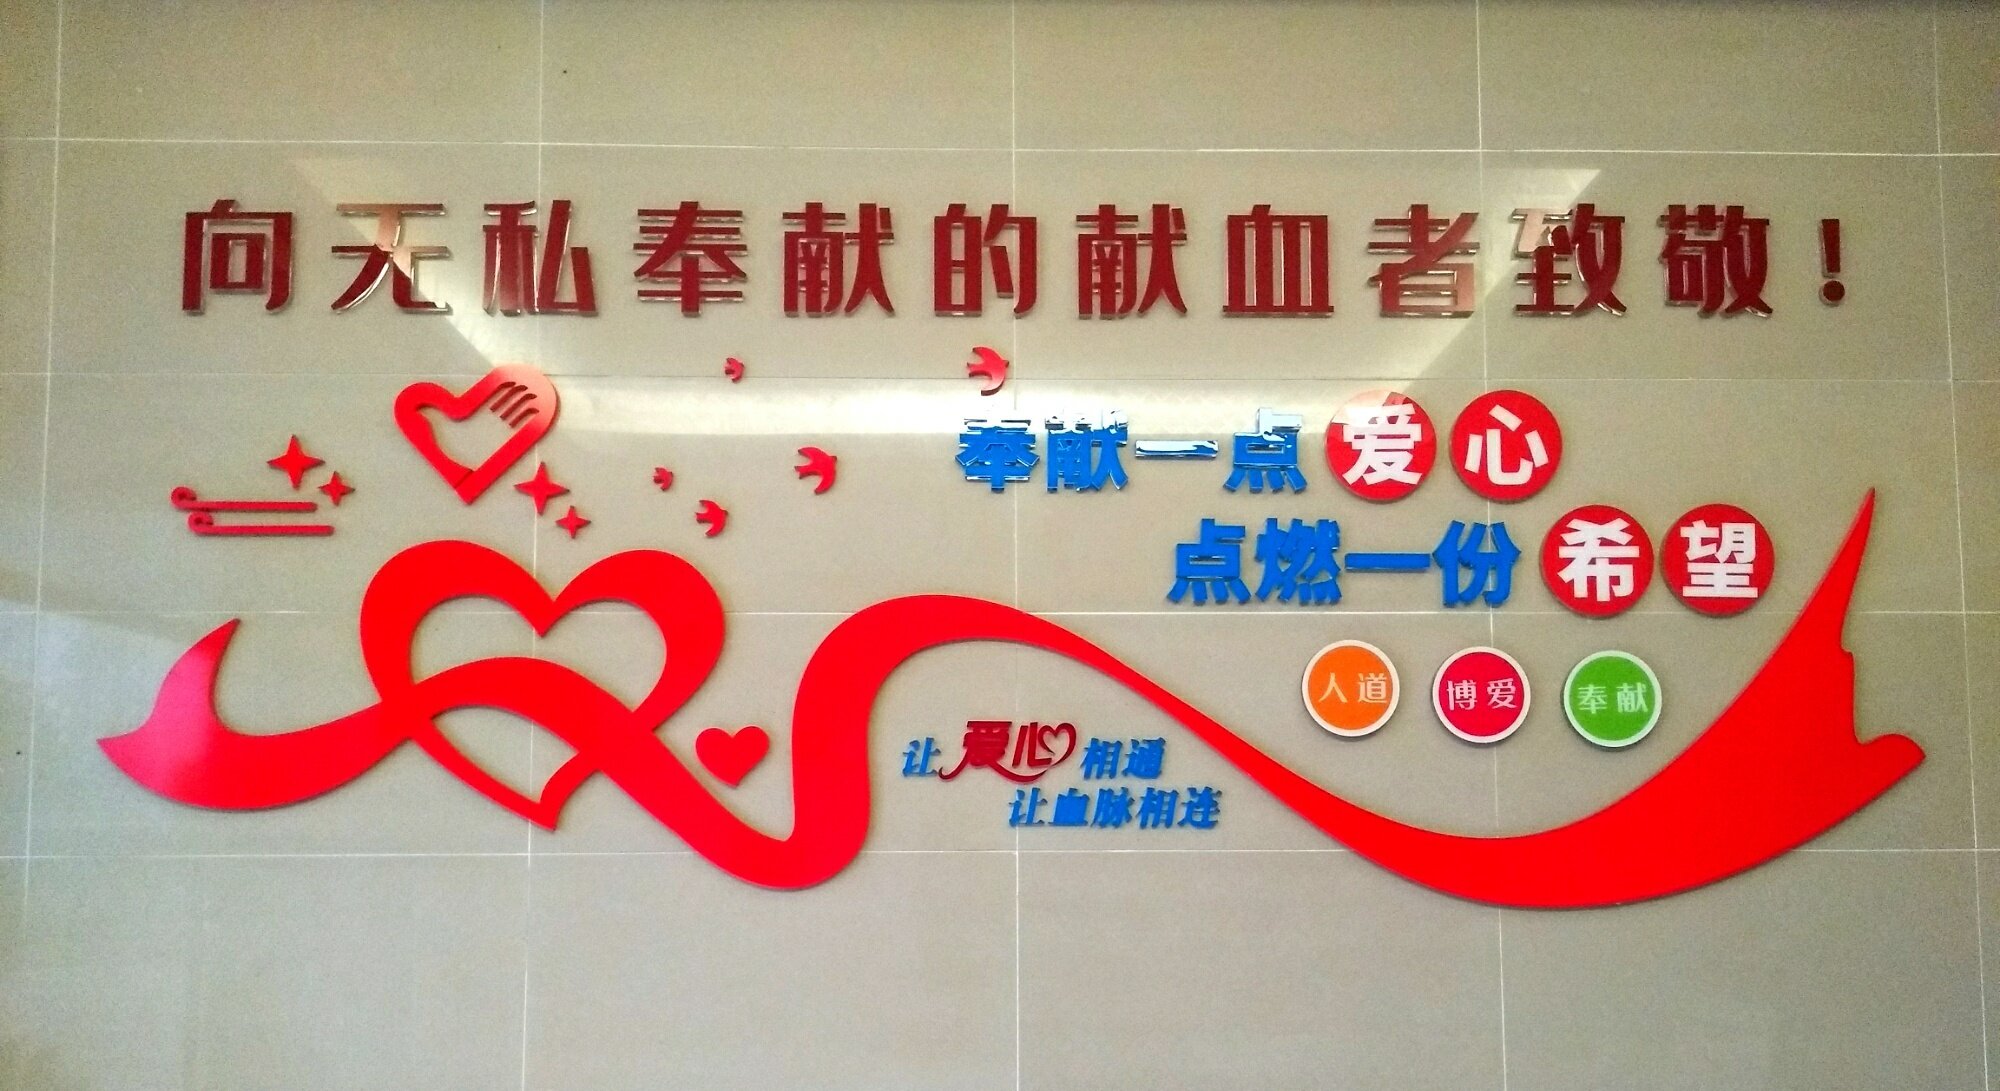 向无私奉献的献血者致敬！
奉献一点爱心
点燃一份希望
人道 博爱 奉献
让爱心相通
让血脉相连